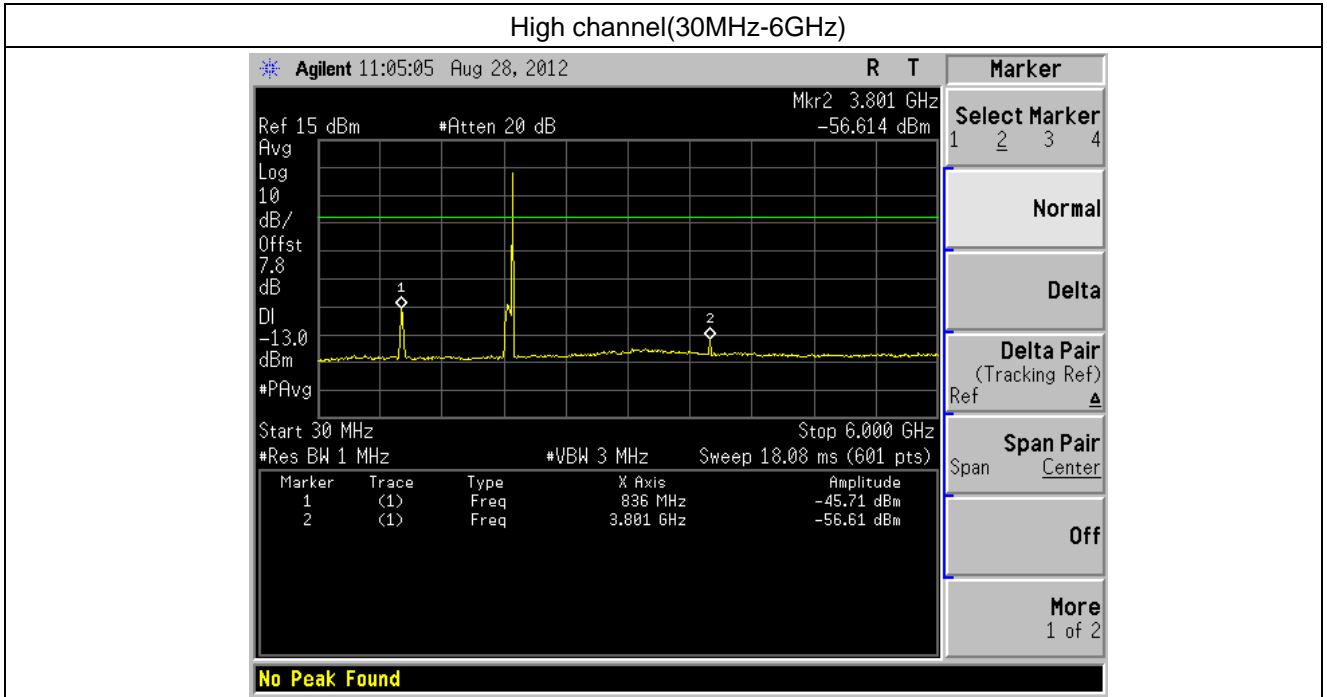 High channel(30MHz-6GHz)
Agilent 11:05:05 Aug 28, 2012 R T
Mkr2 3.801 GHz
Ref 15 dBm #Atten 20 dB -56.614 dBm
Avg
Log
10
dB/
Offst
7.8
dB
DI
-13.0
dBm
#PAvg
1
2
Start 30 MHz Stop 6.000 GHz
#Res BW 1 MHz #VBW 3 MHz Sweep 18.08 ms (601 pts)
Marker Trace Type X Axis Amplitude
1 (1) Freq 836 MHz -45.71 dBm
2 (1) Freq 3.801 GHz -56.61 dBm
No Peak Found
Marker
Select Marker
1 2 3 4
Normal
Delta
Delta Pair
(Tracking Ref)
Ref Δ
Span Pair
Span Center
Off
More
1 of 2